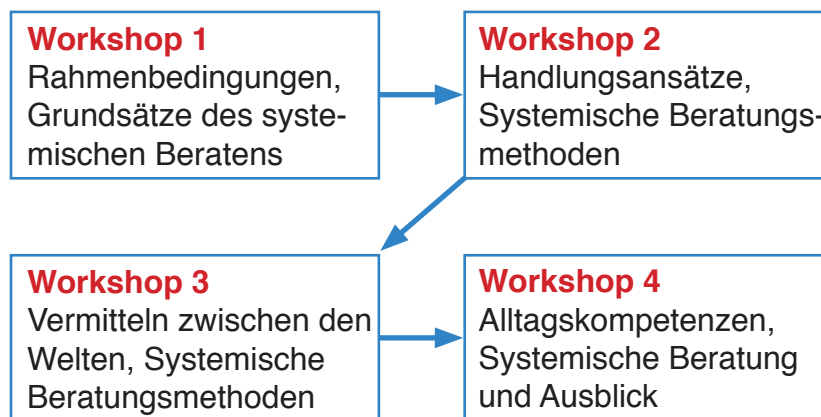 Workshop 1
Rahmenbedingungen,
Grundsätze des syste-
mischen Beratens
Workshop 2
Handlungsansätze,
Systemische Beratungs-
methoden
Workshop 3
Vermitteln zwischen den
Welten, Systemische
Beratungsmethoden
Workshop 4
Alltagskompetenzen,
Systemische Beratung
und Ausblick